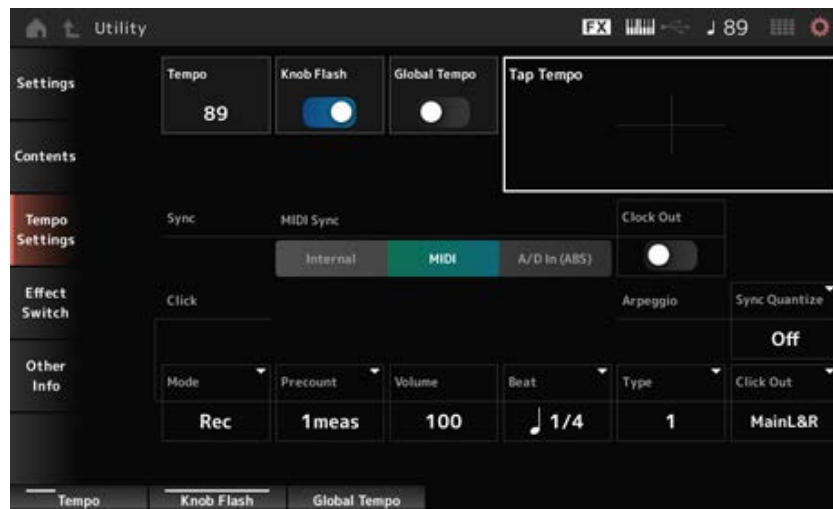 Utility
FX
♩ 89
Settings
Contents
Tempo Settings
Effect Switch
Other Info
Tempo
89
Knob Flash
Global Tempo
Tap Tempo
Sync
MIDI Sync
Internal
MIDI
A/D In (ABS)
Clock Out
Click
Arpeggio
Sync Quantize
Off
Mode
Rec
Precount
1meas
Volume
100
Beat
♩ 1/4
Type
1
Click Out
MainL&R
Tempo
Knob Flash
Global Tempo